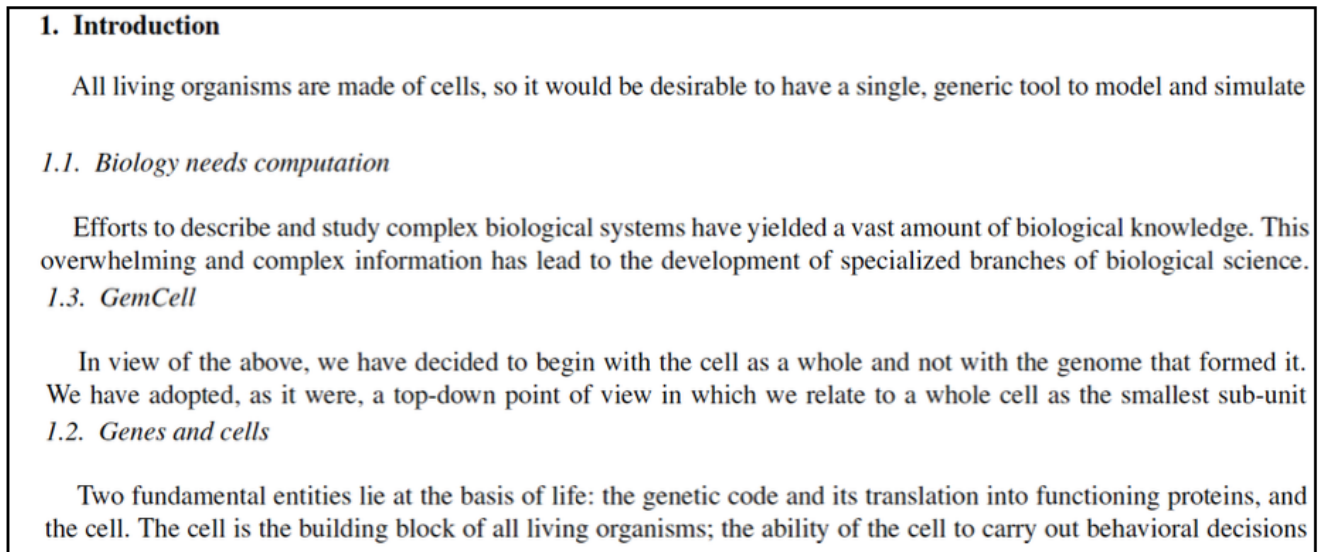 1. Introduction
All living organisms are made of cells, so it would be desirable to have a single, generic tool to model and simulate
1.1. Biology needs computation
Efforts to describe and study complex biological systems have yielded a vast amount of biological knowledge. This
overwhelming and complex information has lead to the development of specialized branches of biological science.
1.3. GemCell
In view of the above, we have decided to begin with the cell as a whole and not with the genome that formed it.
We have adopted, as it were, a top-down point of view in which we relate to a whole cell as the smallest sub-unit
1.2. Genes and cells
Two fundamental entities lie at the basis of life: the genetic code and its translation into functioning proteins, and
the cell. The cell is the building block of all living organisms; the ability of the cell to carry out behavioral decisions